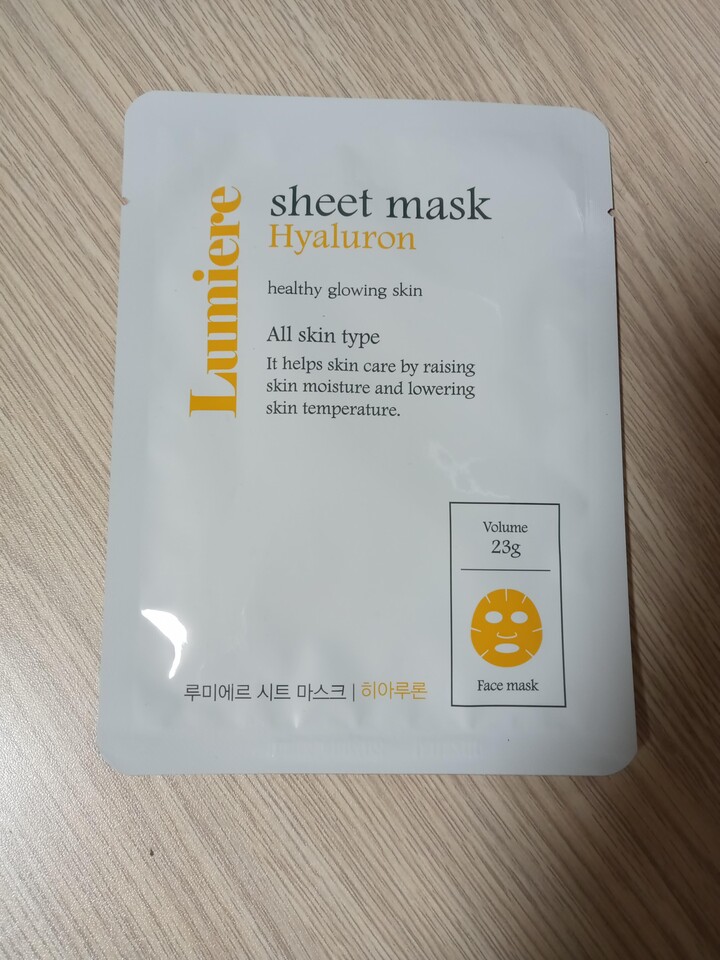 Lumiere
sheet mask
Hyaluron
healthy glowing skin
All skin type
It helps skin care by raising
skin moisture and lowering
skin temperature.
Volume
23g
Face mask
루미에르 시트 마스크 | 히아루론